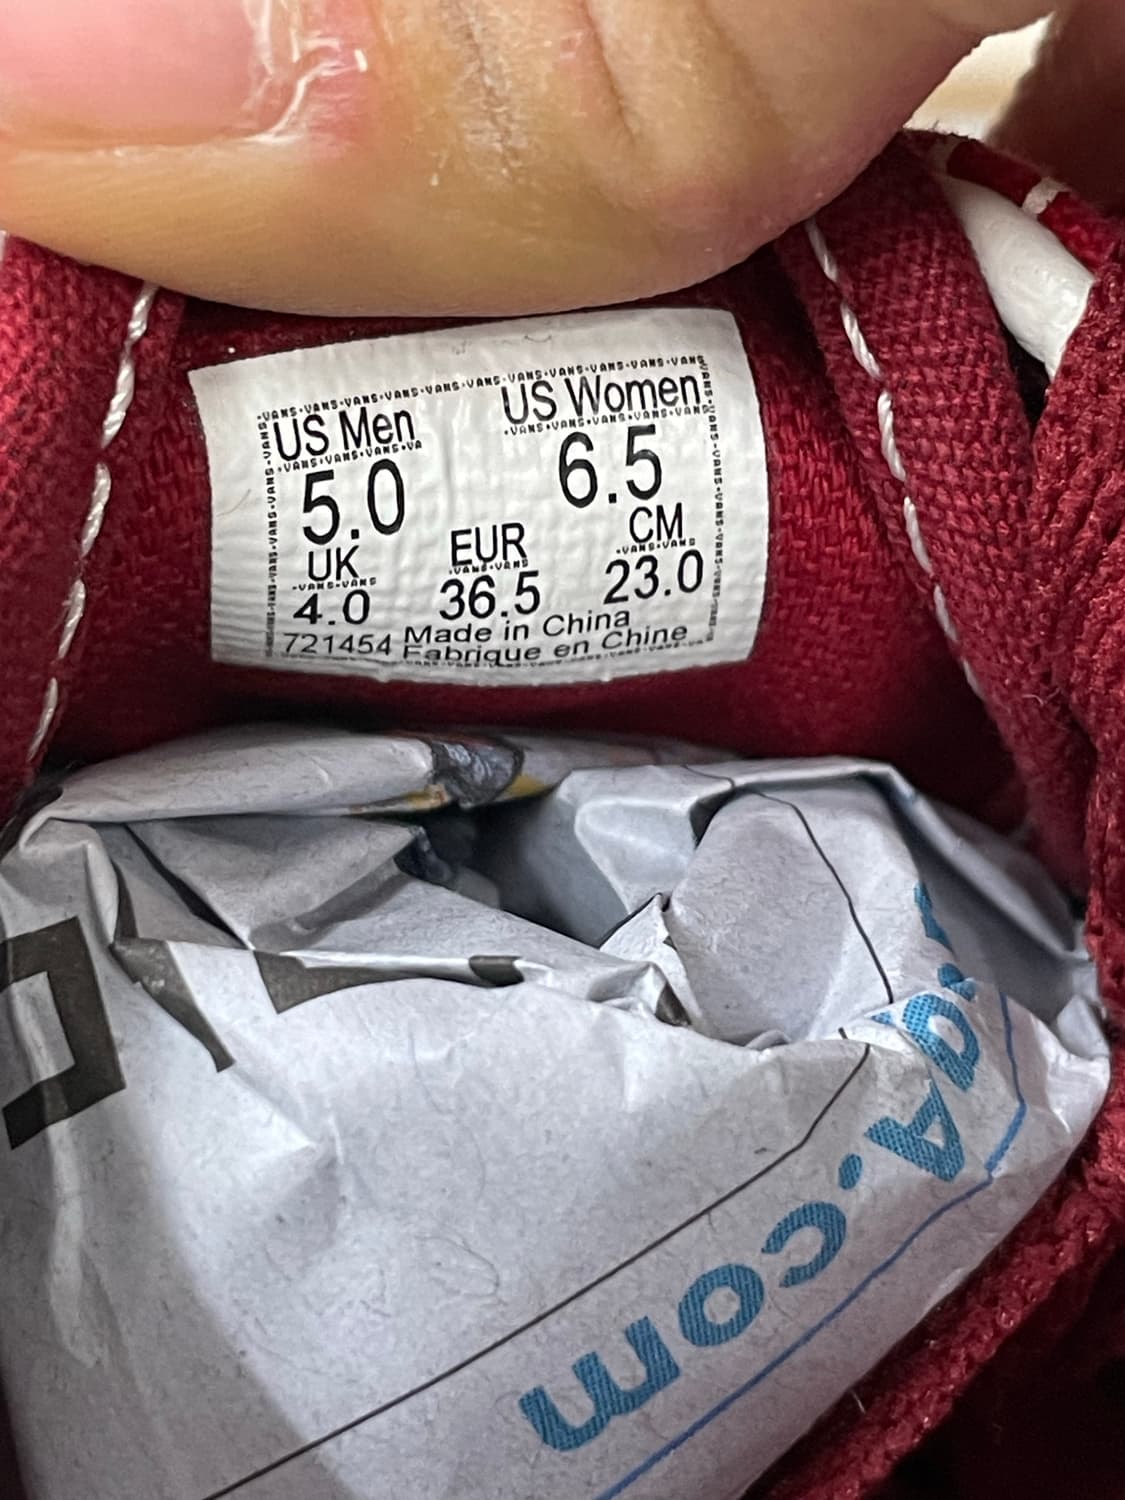 US Men US Women
5.0 6.5
UK EUR CM
4.0 36.5 23.0
721454 Made in China
Fabrique en Chine
.com